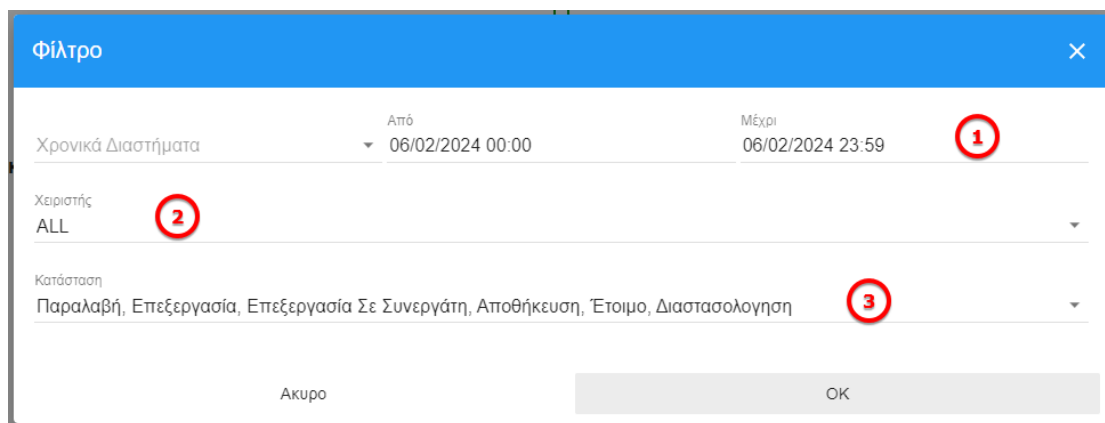 Φίλτρο
Από Μέχρι
Χρονικά Διαστήματα 06/02/2024 00:00 06/02/2024 23:59 1
Χειριστής
ALL 2
Κατάσταση
Παραλαβή, Επεξεργασία, Επεξεργασία Σε Συνεργάτη, Αποθήκευση, Έτοιμο, Διαστασολογηση 3
Ακυρο OK